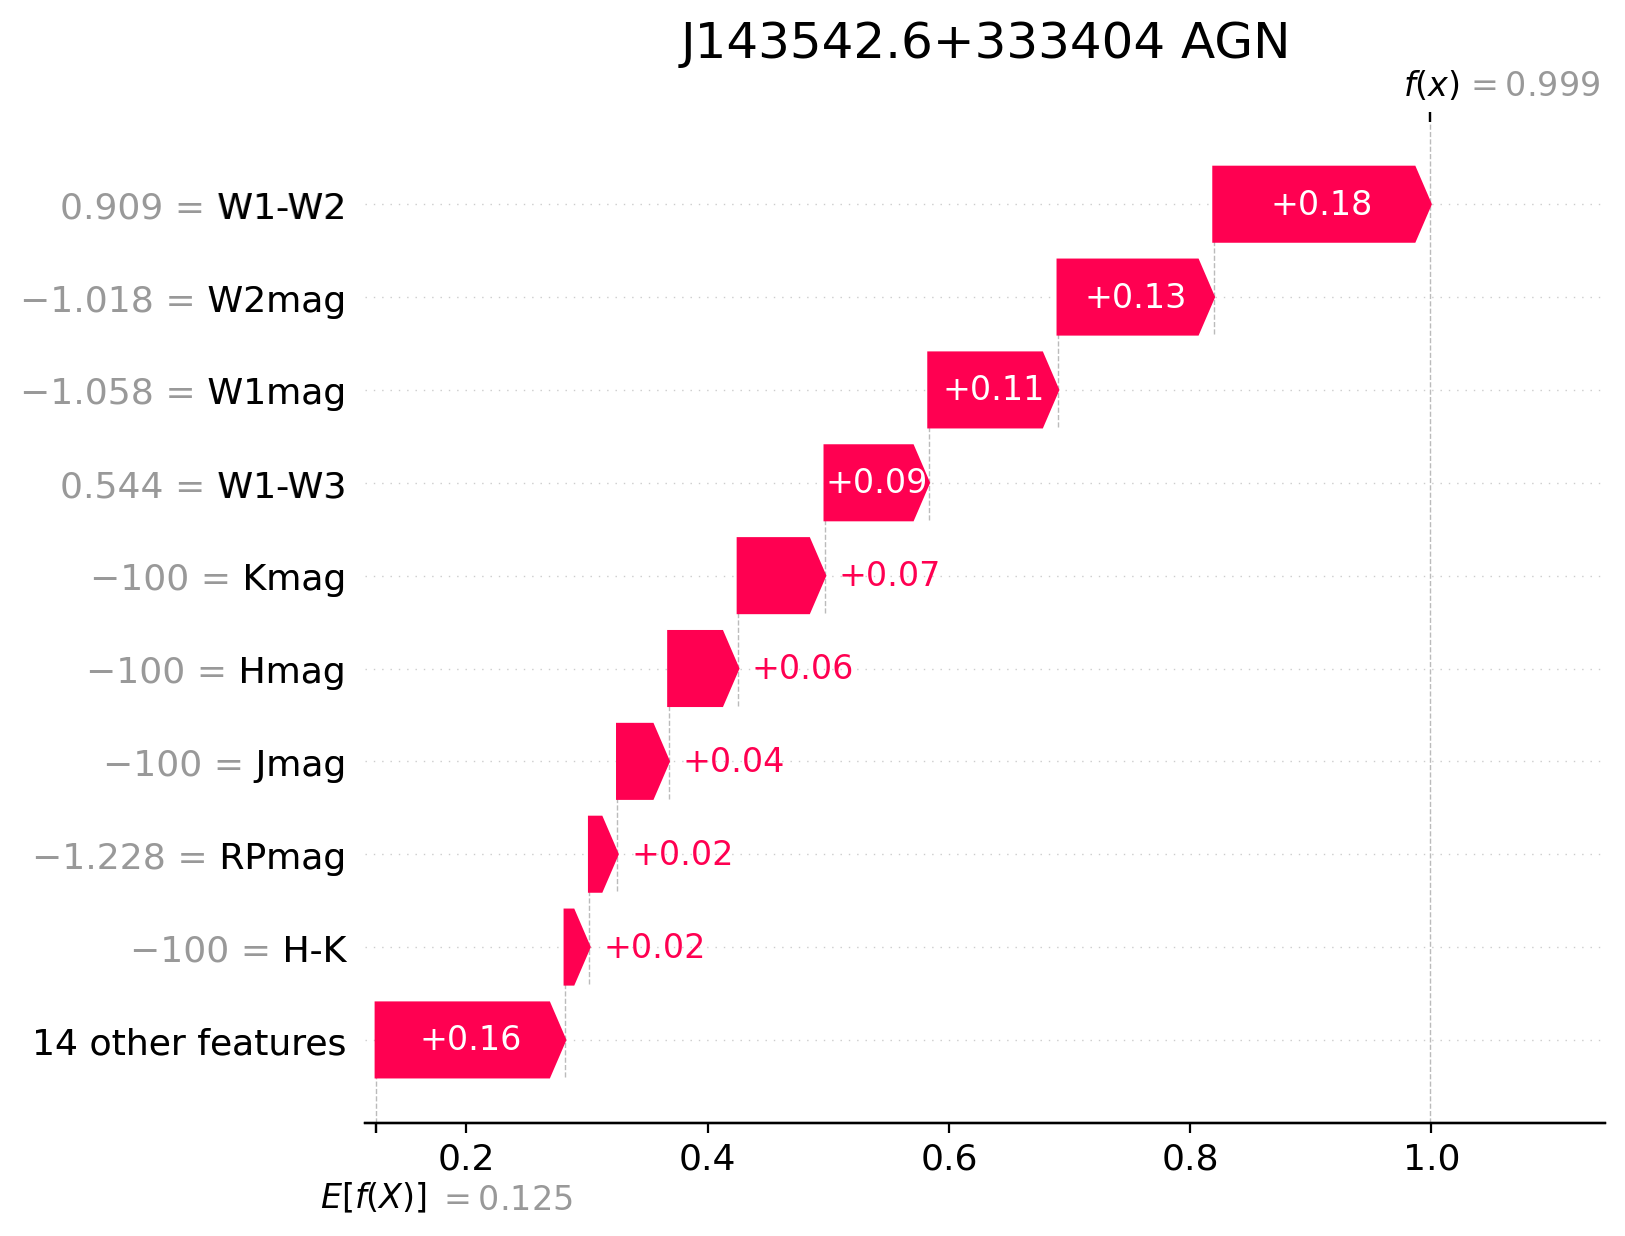 J143542.6+333404 AGN
f(x) = 0.999
0.909 = W1-W2 +0.18
−1.018 = W2mag +0.13
−1.058 = W1mag +0.11
0.544 = W1-W3 +0.09
−100 = Kmag +0.07
−100 = Hmag +0.06
−100 = Jmag +0.04
−1.228 = RPmag +0.02
−100 = H-K +0.02
14 other features +0.16
0.2 0.4 0.6 0.8 1.0
E[f(X)] = 0.125